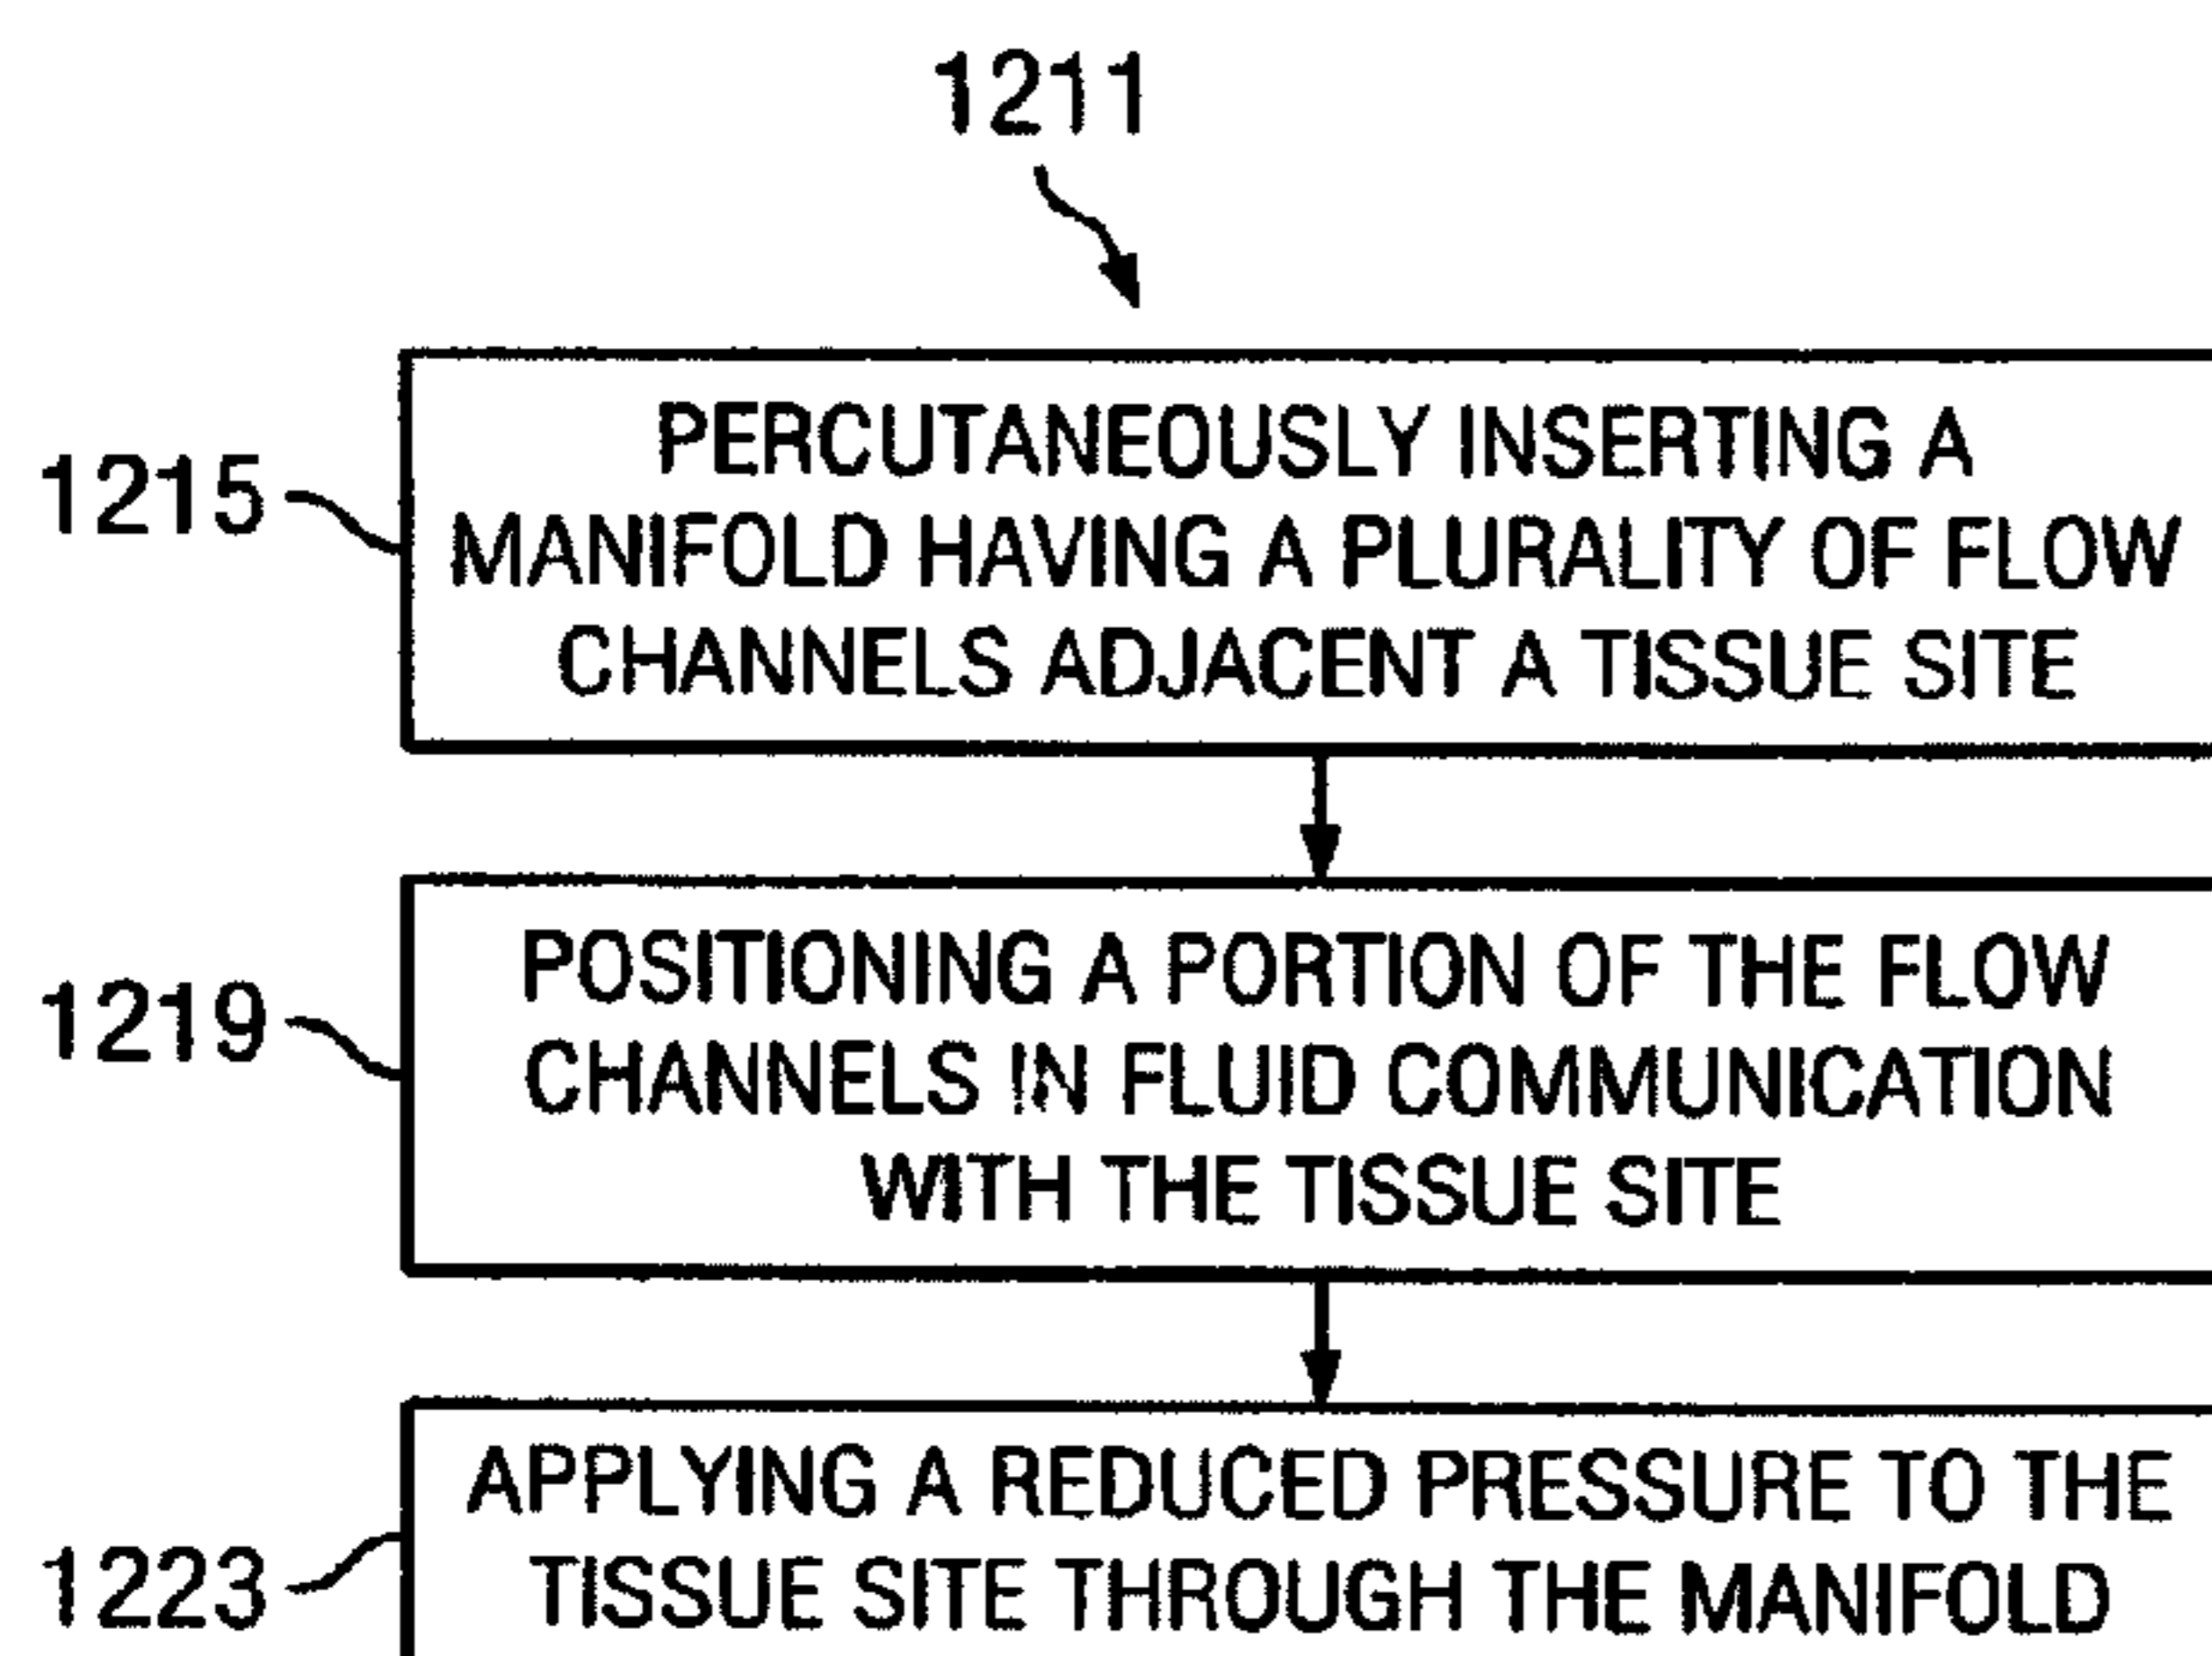 1211
1215
PERCUTANEOUSLY INSERTING A
MANIFOLD HAVING A PLURALITY OF FLOW
CHANNELS ADJACENT A TISSUE SITE
1219
POSITIONING A PORTION OF THE FLOW
CHANNELS IN FLUID COMMUNICATION
WITH THE TISSUE SITE
1223
APPLYING A REDUCED PRESSURE TO THE
TISSUE SITE THROUGH THE MANIFOLD